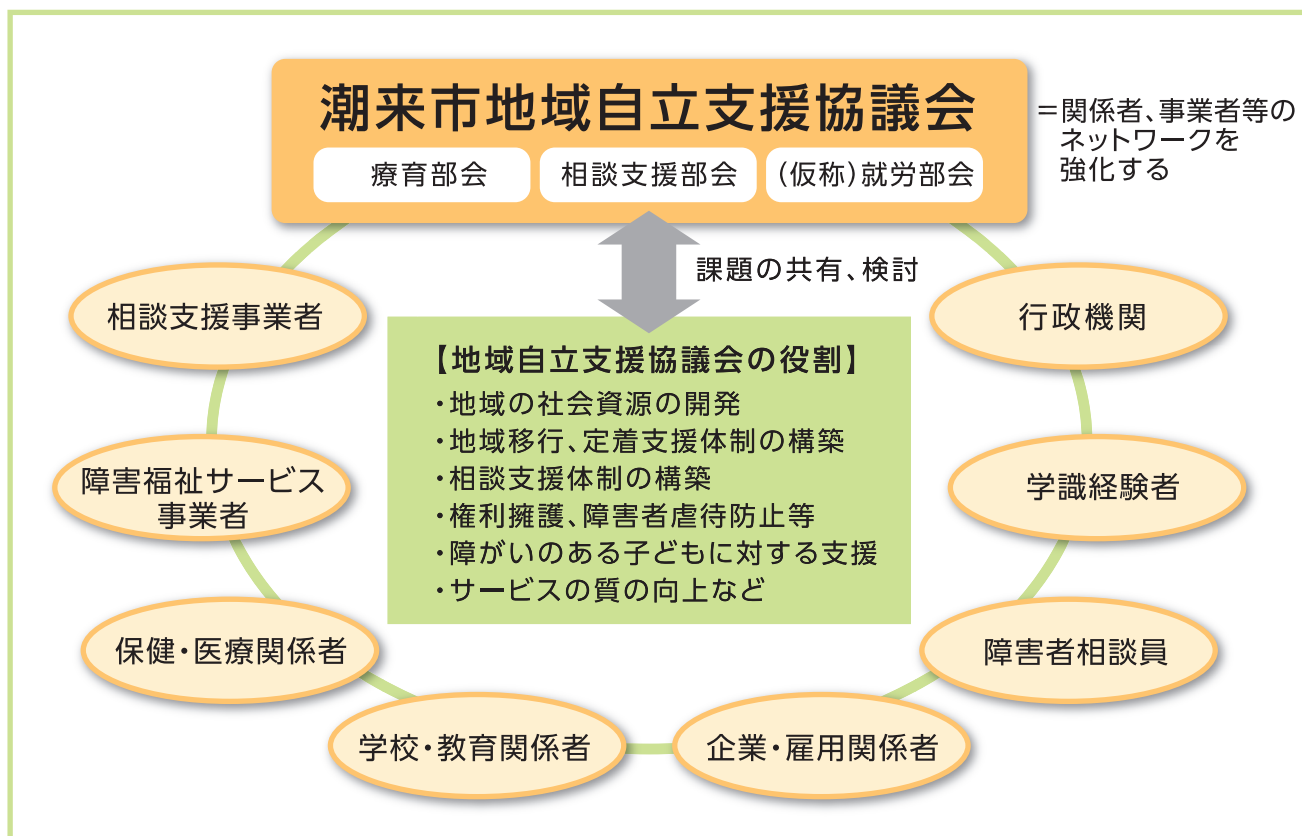 潮来市地域自立支援協議会
療育部会
相談支援部会
(仮称)就労部会
=関係者、事業者等の
ネットワークを
強化する
課題の共有、検討
相談支援事業者
行政機関
【地域自立支援協議会の役割】
・地域の社会資源の開発
・地域移行、定着支援体制の構築
・相談支援体制の構築
・権利擁護、障害者虐待防止等
・障がいのある子どもに対する支援
・サービスの質の向上など
障害福祉サービス
事業者
学識経験者
保健・医療関係者
障害者相談員
学校・教育関係者
企業・雇用関係者